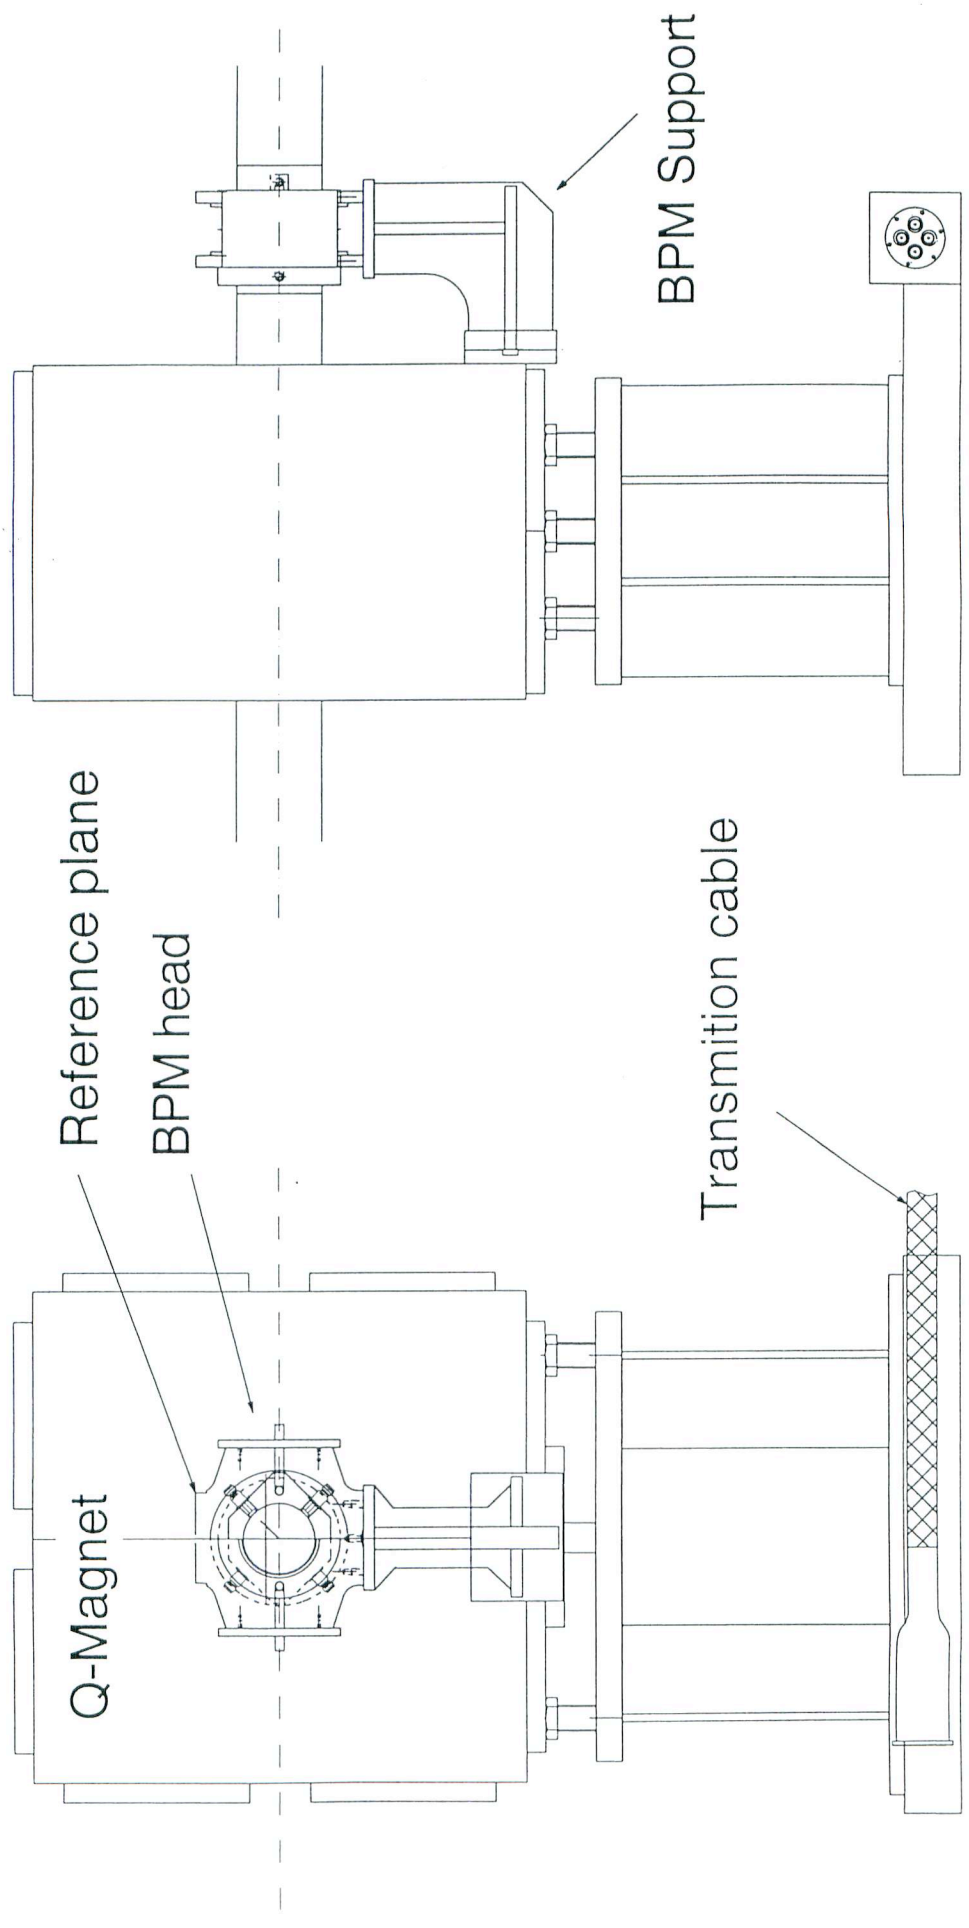 Q-Magnet
Reference plane
BPM head
Transmition cable
BPM Support